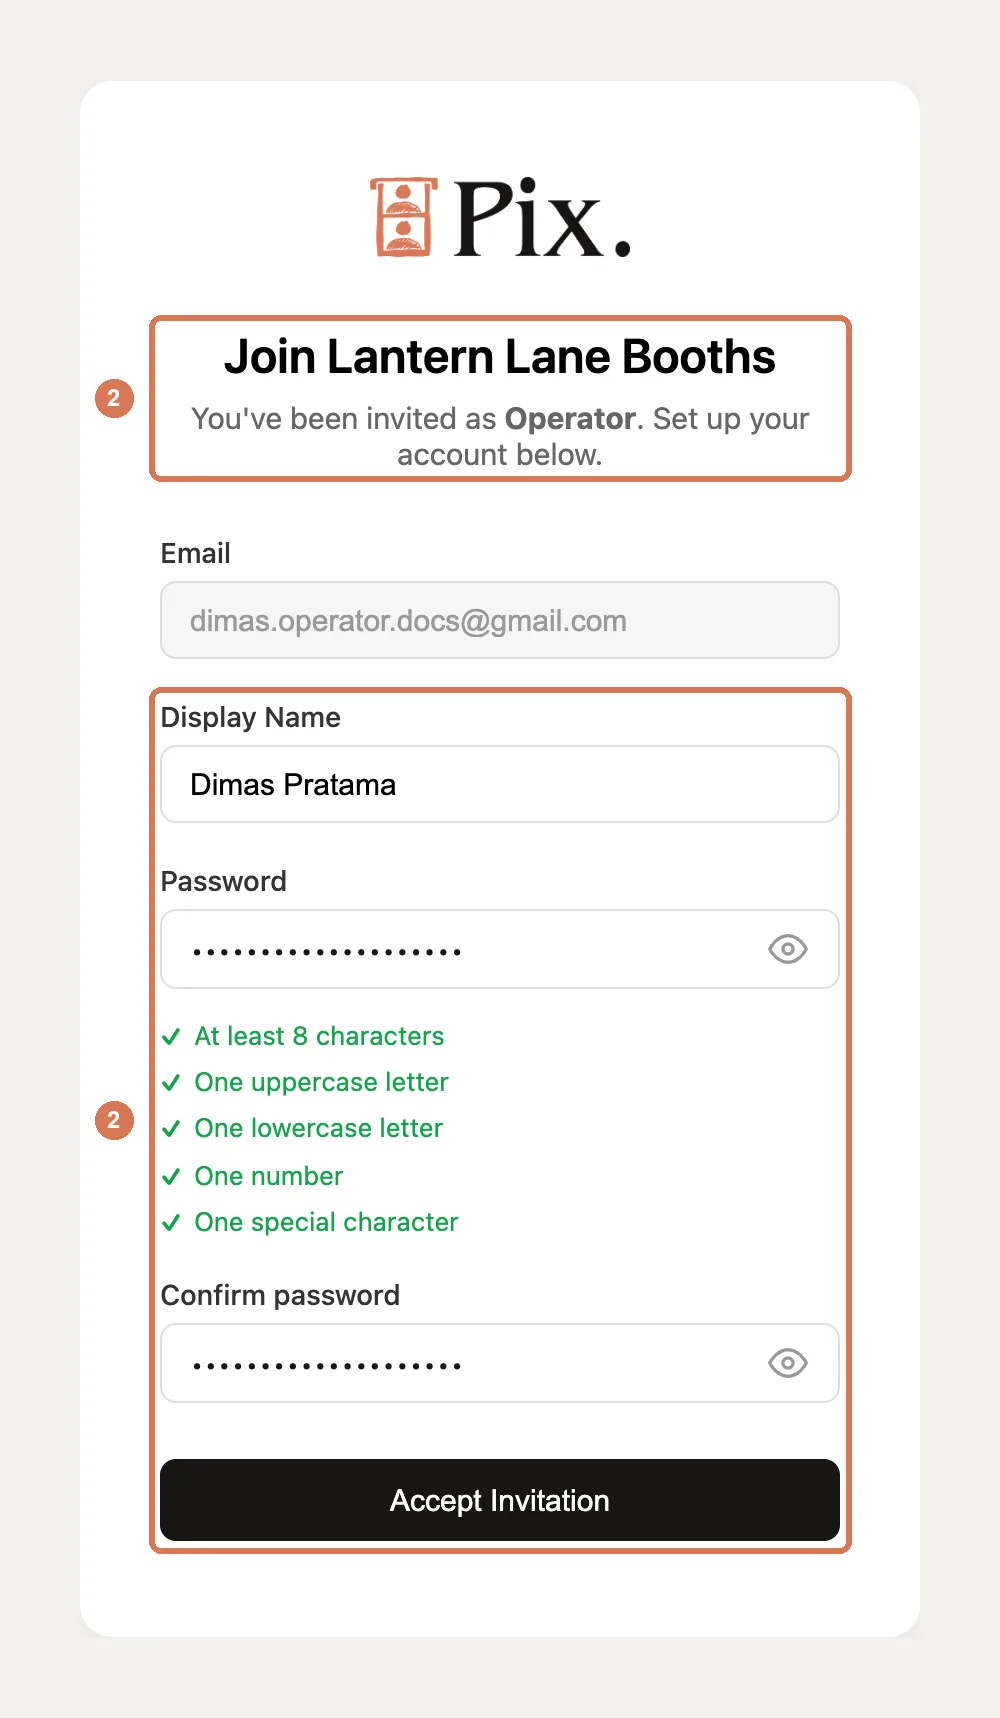 Pix.
Join Lantern Lane Booths
2
You've been invited as Operator. Set up your
account below.
Email
dimas.operator.docs@gmail.com
Display Name
Dimas Pratama
Password
•••••••••••••••••••• 
At least 8 characters
One uppercase letter
2
One lowercase letter
One number
One special character
Confirm password
••••••••••••••••••••
Accept Invitation